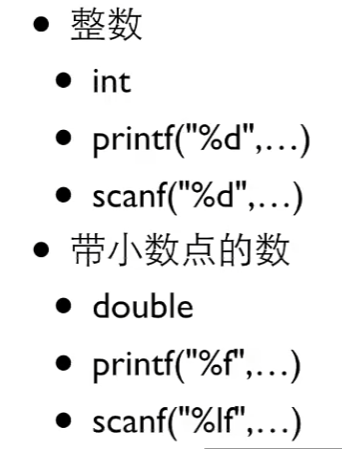 • 整数
• int
• printf("%d",...)
• scanf("%d",...)
• 带小数点的数
• double
• printf("%f",...)
• scanf("%lf",...)